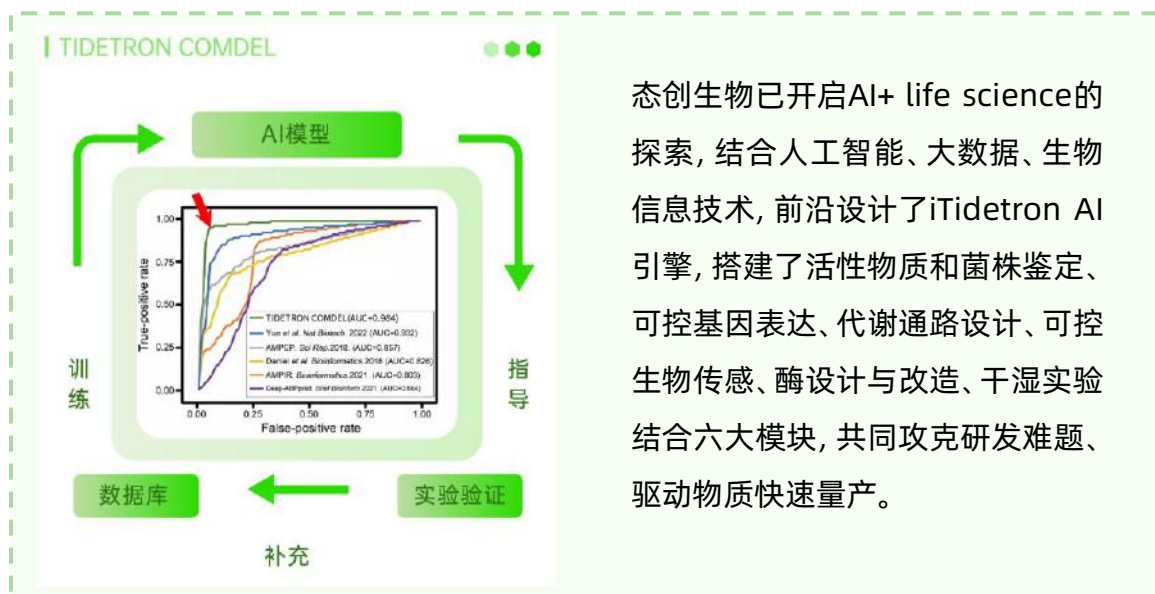 TIDETRON COMDEL
AI模型
1.00
0.75
0.50
0.25
0.00
True-positive rate
TIDETRON COMDEL(AUC=0.984)
Yue et al. Nat Biotech. 2022 (AUC=0.932)
AMPEP. Sci Rep.2018. (AUC=0.857)
Daniel et al. Bioinformatics.2018 (AUC=0.826)
AMPIR. Bioinformatics.2021. (AUC=0.803)
0.00 0.25 0.50 0.75 1.00
False-positive rate
训练
指导
数据库
实验验证
补充
态创生物已开启AI+ life science的
探索, 结合人工智能、大数据、生物
信息技术, 前沿设计了iTidetron AI
引擎, 搭建了活性物质和菌株鉴定、
可控基因表达、代谢通路设计、可控
生物传感、酶设计与改造、干湿实验
结合六大模块, 共同攻克研发难题、
驱动物质快速量产。